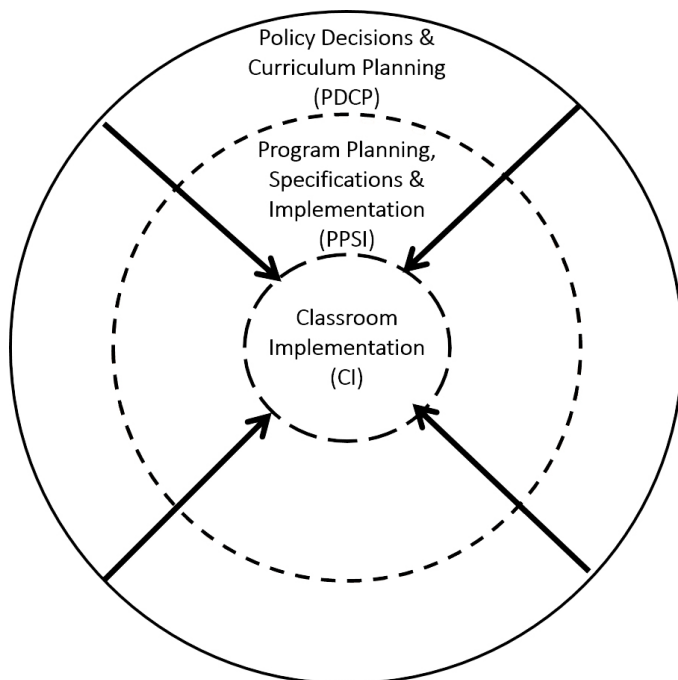 Policy Decisions &
Curriculum Planning
(PDCP)
Program Planning,
Specifications &
Implementation
(PPSI)
Classroom
Implementation
(CI)